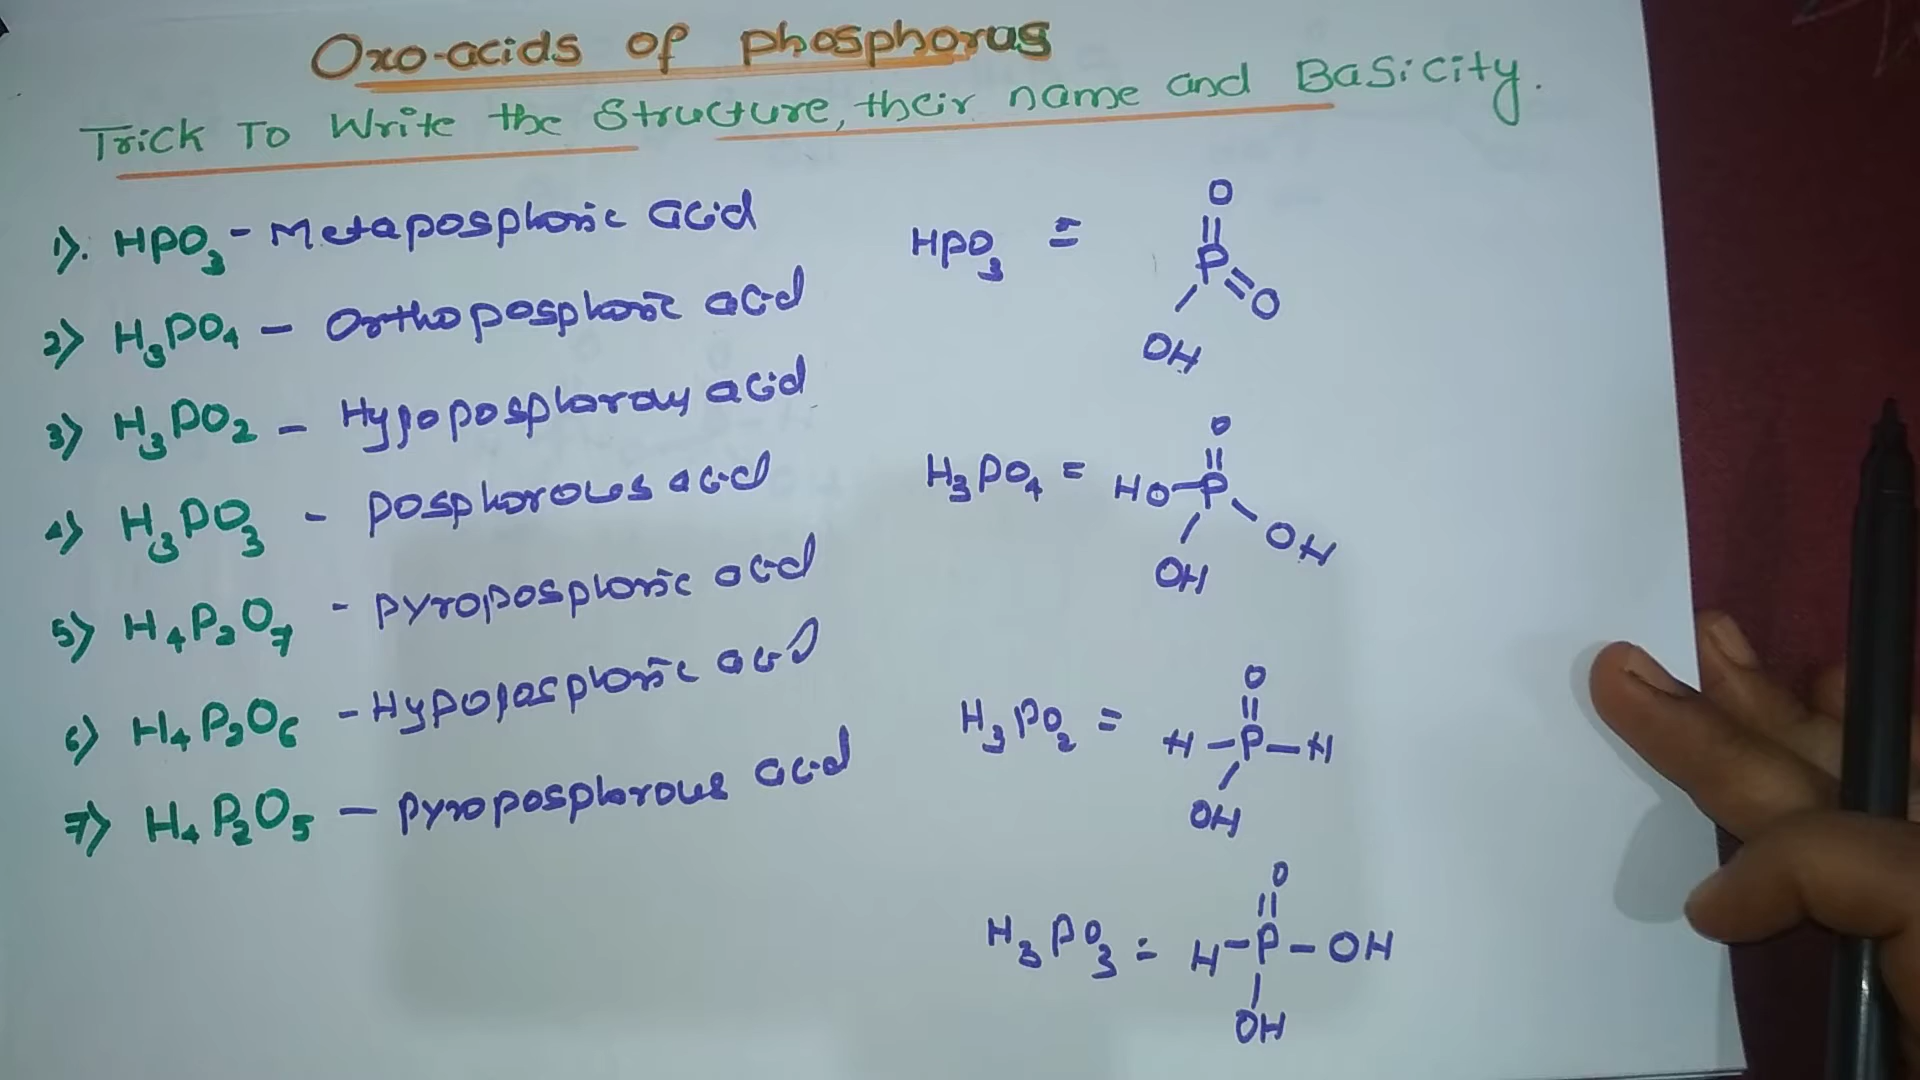 Oxo-acids of phosphorus
Trick To Write the Structure, their name and Basicity.
1). HPO3 - Metaposphoric acid
2) H3PO4 - Orthoposphoric acid
3) H3PO2 - Hypoposphorous acid
4) H3PO3 - posphorous acid
5) H4P2O7 - pyroposphoric acid
6) H4P2O6 - Hypoposphoric acid
7) H4P2O5 - pyroposphorous acid
HPO3 =
O
||
P=O
OH
H3PO4 =
O
||
HO-P-OH
OH
H3PO2 =
O
||
H-P-H
OH
H3PO3 =
O
||
H-P-OH
|
OH